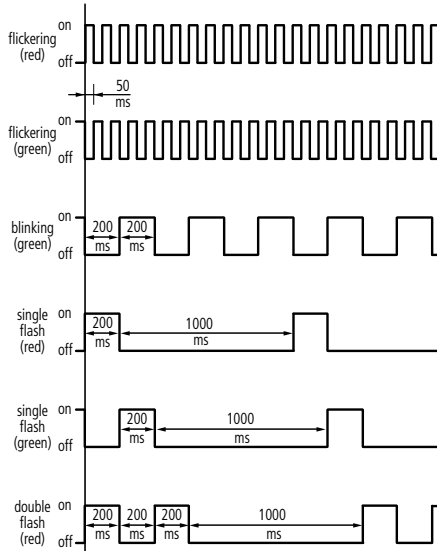 on
flickering
(red)
off
50
ms
on
flickering
(green)
off
on
200 200
blinking
ms ms
(green)
off
on
single
200 1000
flash
(red)
ms ms
off
on
single
200 1000
flash
ms ms
(green)
off
on
double
200 200 200 1000
flash
ms ms ms ms
(red)
off